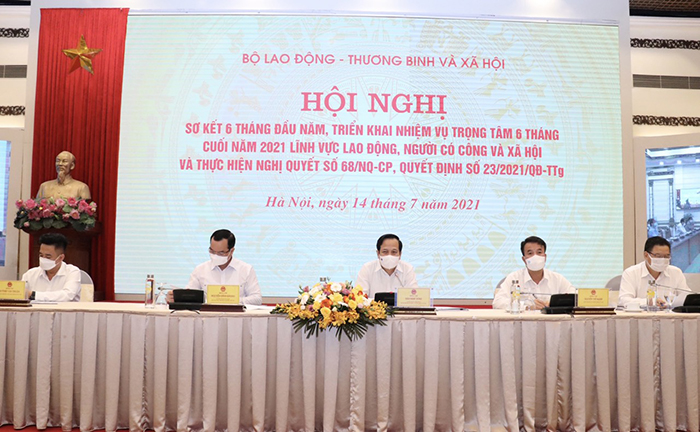 BỘ LAO ĐỘNG - THƯƠNG BINH VÀ XÃ HỘI
HỘI NGHỊ
SƠ KẾT 6 THÁNG ĐẦU NĂM, TRIỂN KHAI NHIỆM VỤ TRỌNG TÂM 6 THÁNG
CUỐI NĂM 2021 LĨNH VỰC LAO ĐỘNG, NGƯỜI CÓ CÔNG VÀ XÃ HỘI
VÀ THỰC HIỆN NGHỊ QUYẾT SỐ 68/NQ-CP, QUYẾT ĐỊNH SỐ 23/2021/QĐ-TTg
Hà Nội, ngày 14 tháng 7 năm 2021